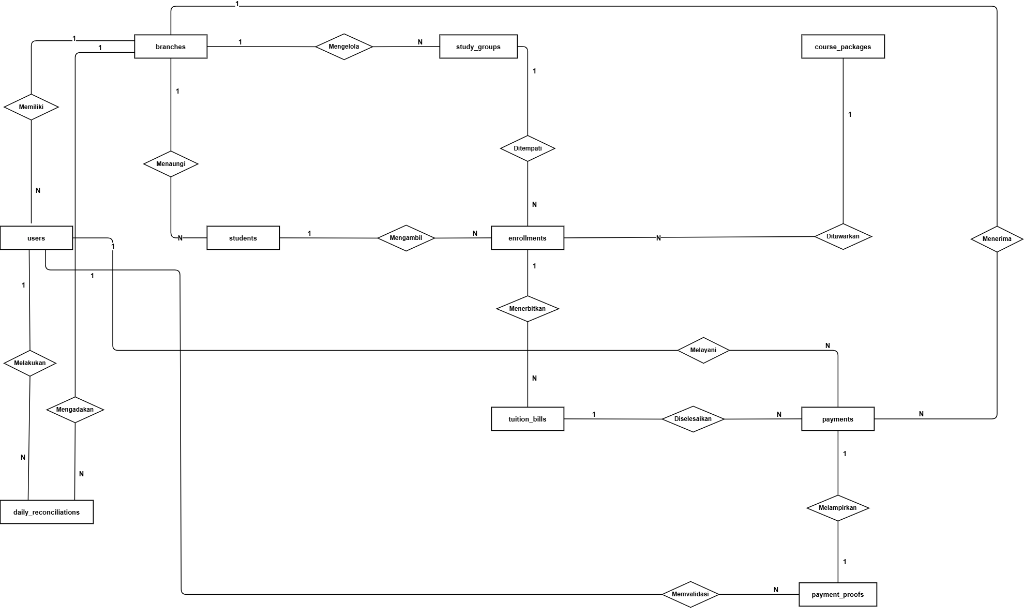 1
1
branches
1
Mengelola
N
study_groups
course_packages
1
1
1
1
Memiliki
Menaungi
Ditempati
N
N
users
1
N
students
1
Mengambil
N
enrollments
N
Ditawarkan
Menerima
1
1
1
Menerbitkan
Melakukan
Melayani
N
N
Mengadakan
tuition_bills
1
Diselesaikan
N
payments
N
N
N
1
daily_reconciliations
Melampirkan
1
Memvalidasi
N
payment_proofs